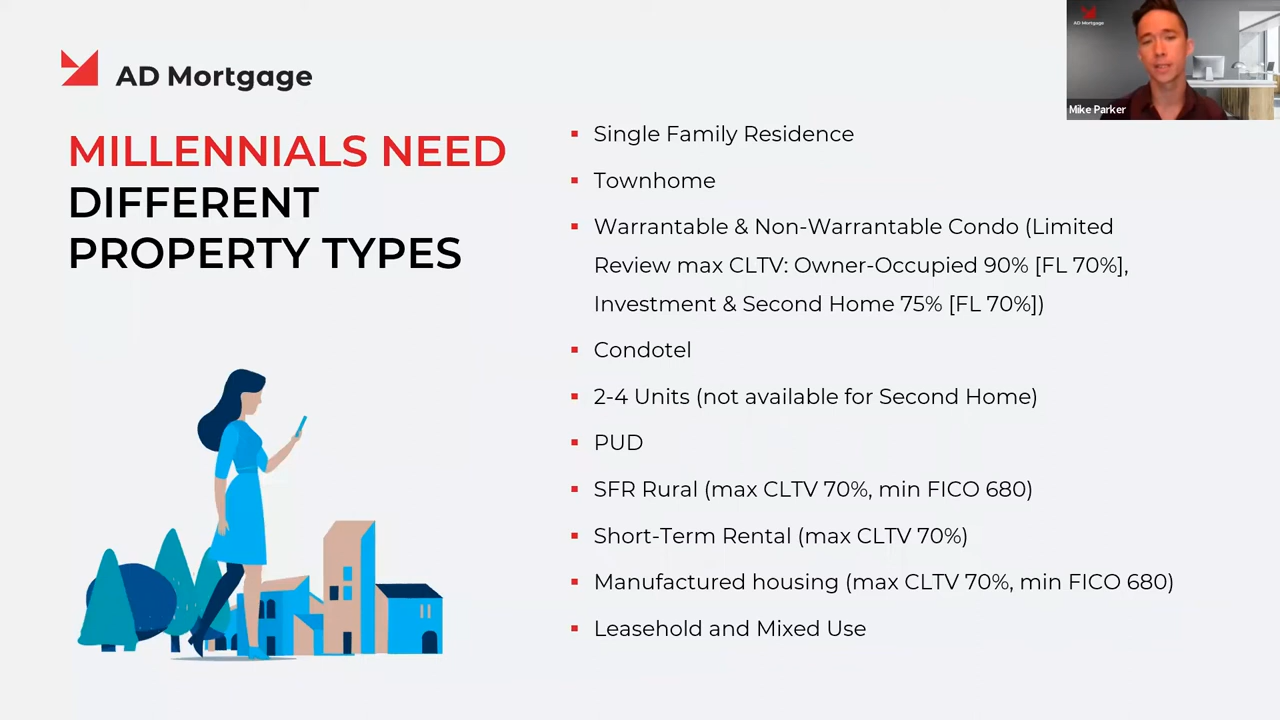 AD Mortgage
MILLENNIALS NEED
DIFFERENT
PROPERTY TYPES
▪ Single Family Residence
▪ Townhome
▪ Warrantable & Non-Warrantable Condo (Limited
Review max CLTV: Owner-Occupied 90% [FL 70%],
Investment & Second Home 75% [FL 70%])
▪ Condotel
▪ 2-4 Units (not available for Second Home)
▪ PUD
▪ SFR Rural (max CLTV 70%, min FICO 680)
▪ Short-Term Rental (max CLTV 70%)
▪ Manufactured housing (max CLTV 70%, min FICO 680)
▪ Leasehold and Mixed Use
AD Mortgage
Mike Parker